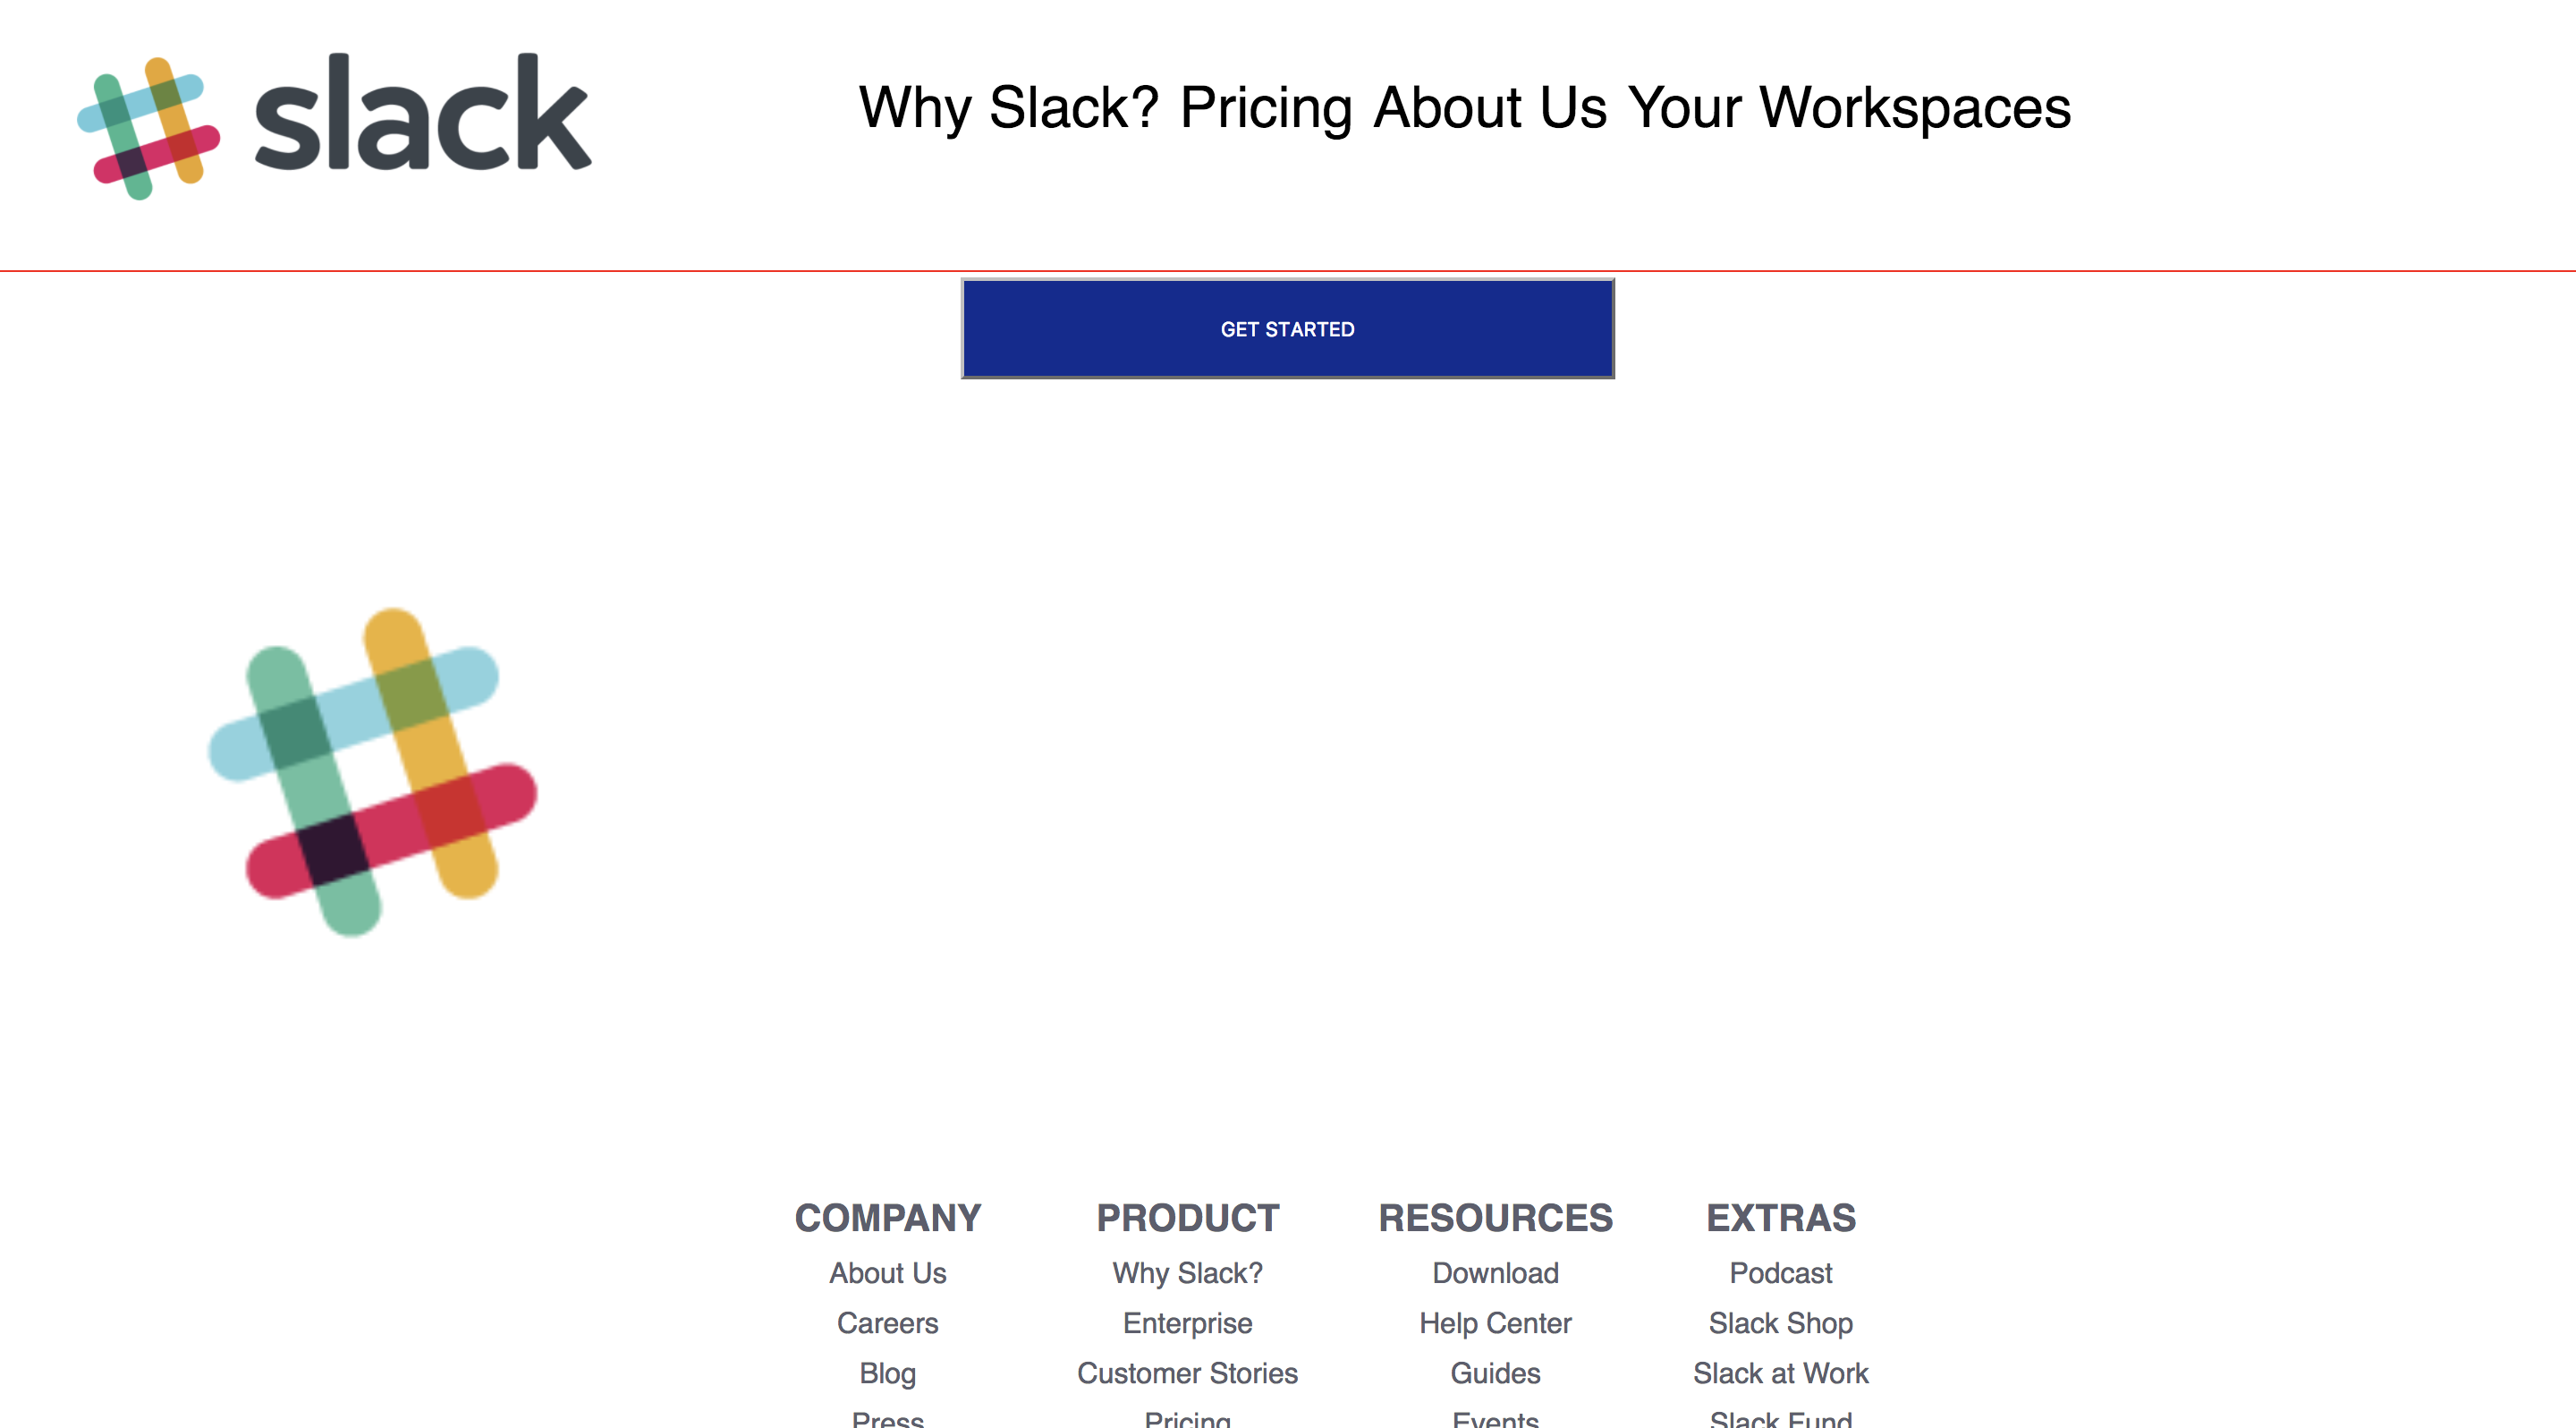 slack
Why Slack? Pricing About Us Your Workspaces
GET STARTED
COMPANY PRODUCT RESOURCES EXTRAS
About Us Why Slack? Download Podcast
Careers Enterprise Help Center Slack Shop
Blog Customer Stories Guides Slack at Work
Press Pricing Events Slack Fund